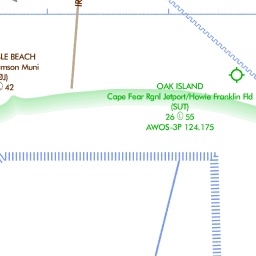 LE BEACH
mson Muni
J)
42
OAK ISLAND
Cape Fear Rgnl Jetport/Howie Franklin Fld
(SUT)
26 55
AWOS-3P 124.175